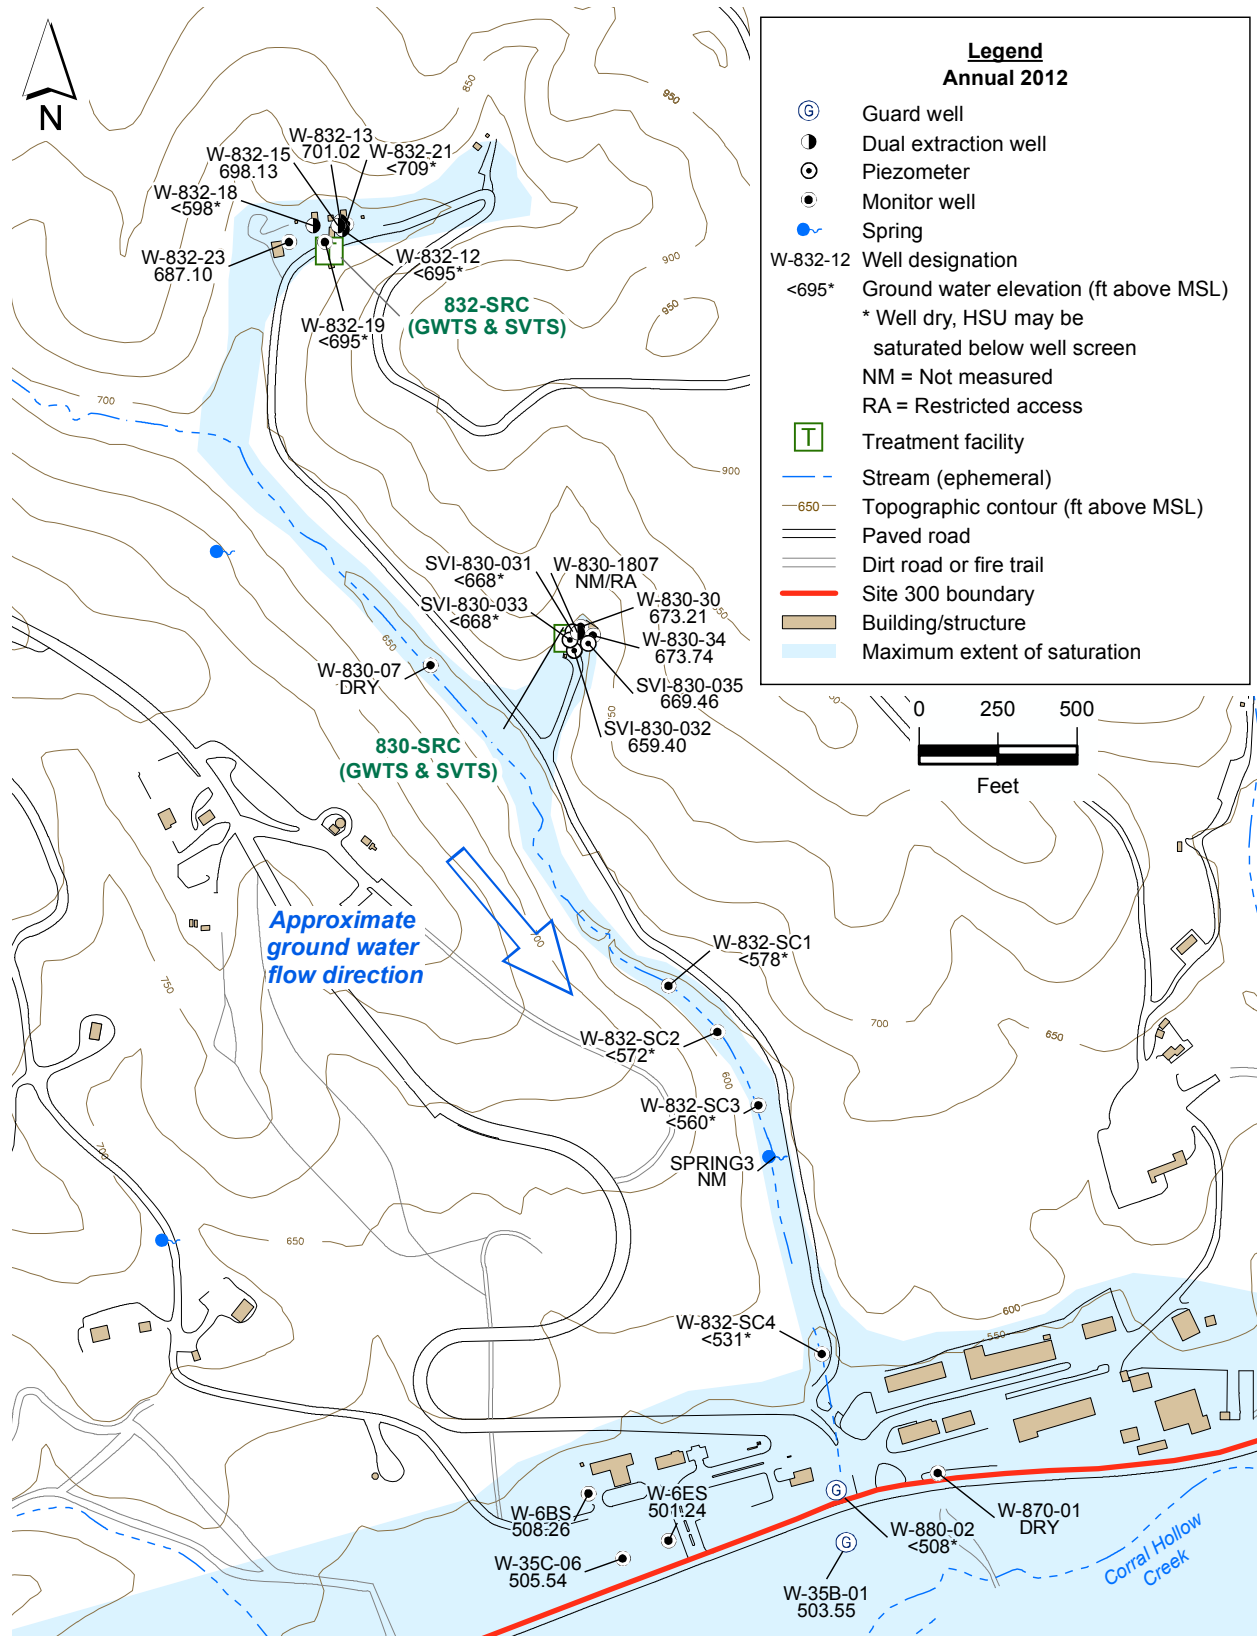 N
Legend
Annual 2012
G Guard well
Dual extraction well
Piezometer
Monitor well
Spring
W-832-12 Well designation
<695* Ground water elevation (ft above MSL)
* Well dry, HSU may be
saturated below well screen
NM = Not measured
RA = Restricted access
T Treatment facility
Stream (ephemeral)
650 Topographic contour (ft above MSL)
Paved road
Dirt road or fire trail
Site 300 boundary
Building/structure
Maximum extent of saturation
0 250 500
Feet
850
950
W-832-13
701.02
W-832-15
698.13
W-832-21
<709*
W-832-18
<598*
W-832-23
687.10
W-832-12
<695*
W-832-19
<695*
832-SRC
(GWTS & SVTS)
900
950
700
900
SVI-830-031
<668*
W-830-1807
NM/RA
SVI-830-033
<668*
W-830-30
673.21
W-830-34
673.74
SVI-830-035
669.46
SVI-830-032
659.40
650
W-830-07
DRY
750
830-SRC
(GWTS & SVTS)
Approximate
ground water
flow direction
700
750
W-832-SC1
<578*
700
650
W-832-SC2
<572*
600
W-832-SC3
<560*
SPRING3
NM
700
650
600
550
W-832-SC4
<531*
W-6BS
508.26
W-6ES
501.24
W-35C-06
505.54
G
W-880-02
<508*
W-870-01
DRY
G
W-35B-01
503.55
Corral Hollow
Creek